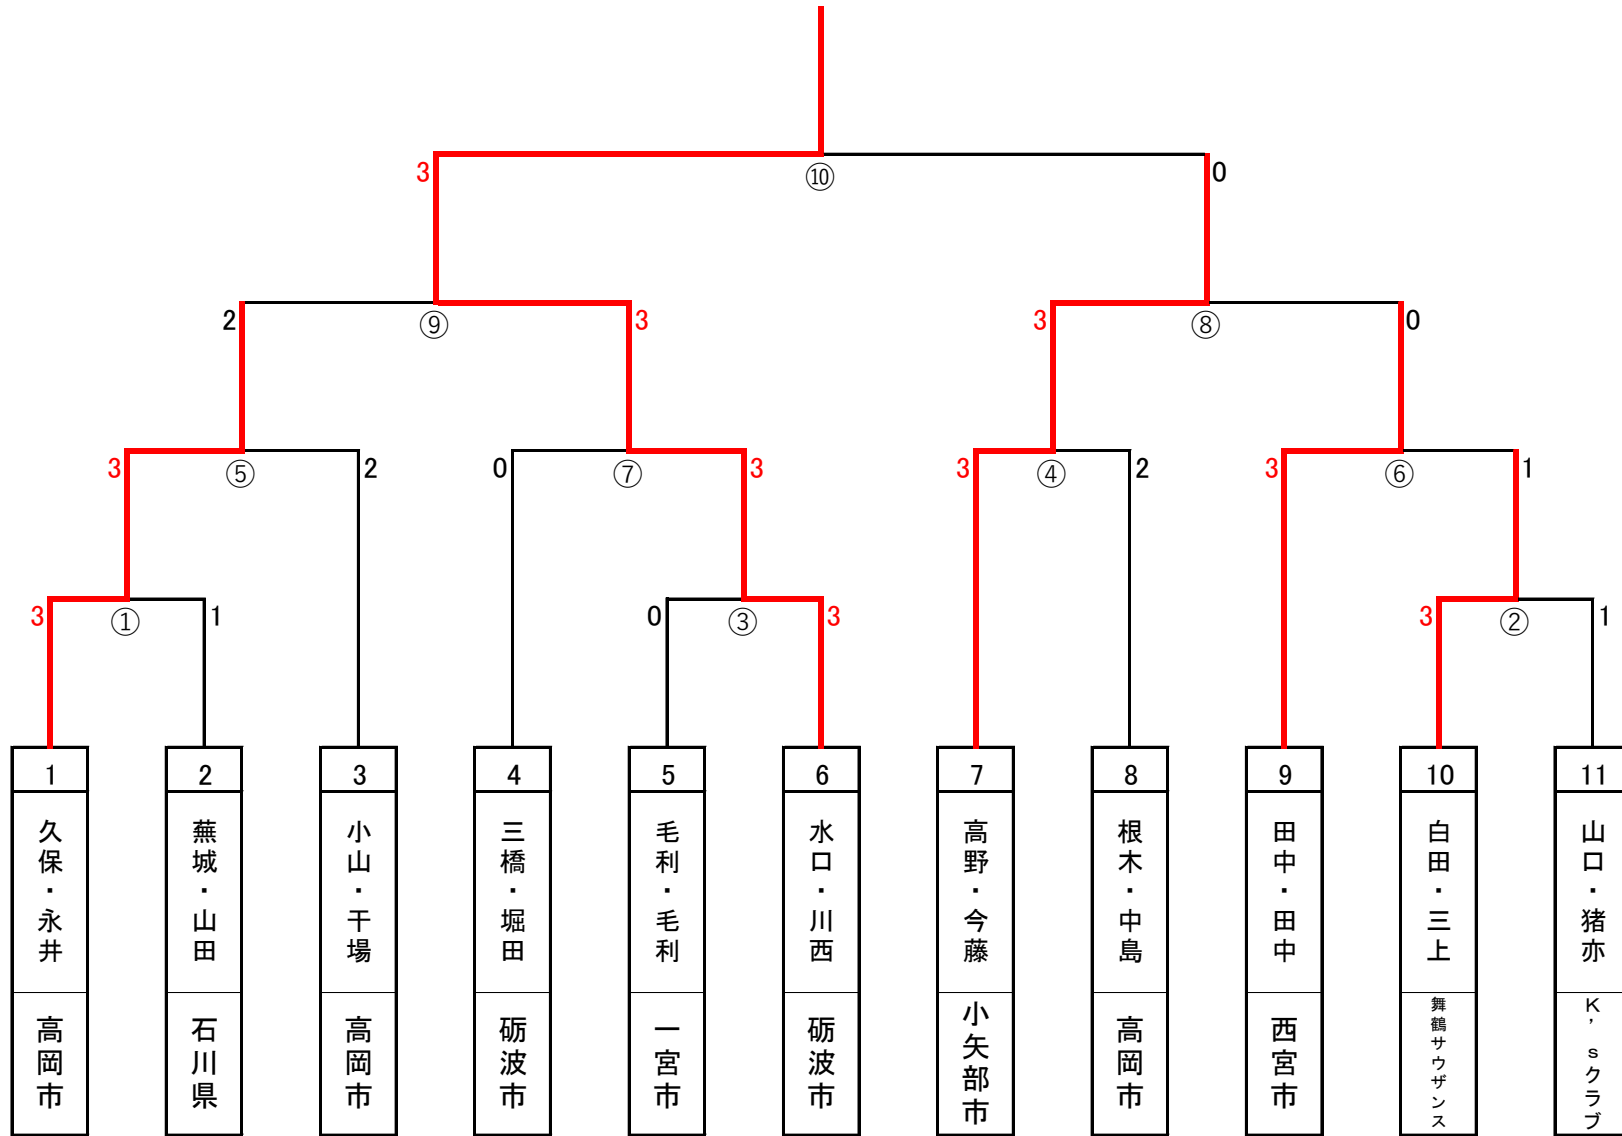 ⑩
3
0
⑨
⑧
2
3
3
0
⑤
⑦
④
⑥
3
2
0
3
3
2
3
1
①
③
②
3
1
0
3
3
1
1
2
3
4
5
6
7
8
9
10
11
久保・永井
蕪城・山田
小山・干場
三橋・堀田
毛利・毛利
水口・川西
高野・今藤
根木・中島
田中・田中
白田・三上
山口・猪亦
高岡市
石川県
高岡市
砺波市
一宮市
砺波市
小矢部市
高岡市
西宮市
舞鶴サウザンス
K’sクラブ